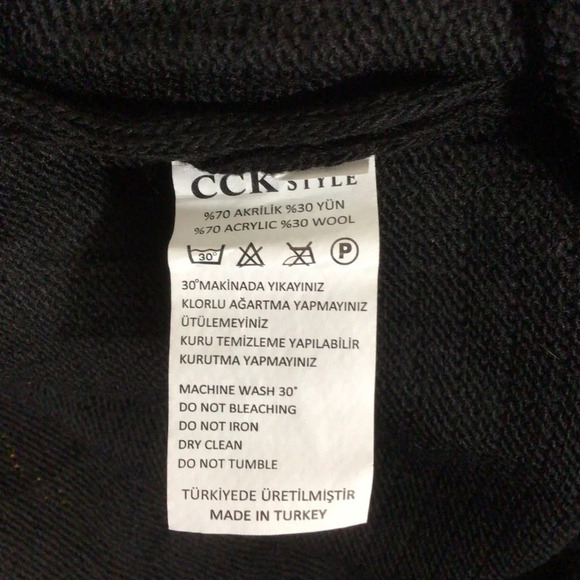 CCK STYLE
%70 AKRİLİK %30 YÜN
%70 ACRYLIC %30 WOOL
30° P
30°MAKİNADA YIKAYINIZ
KLORLU AĞARTMA YAPMAYINIZ
ÜTÜLEMEYİNİZ
KURU TEMİZLEME YAPILABİLİR
KURUTMA YAPMAYINIZ
MACHINE WASH 30°
DO NOT BLEACHING
DO NOT IRON
DRY CLEAN
DO NOT TUMBLE
TÜRKİYEDE ÜRETİLMİŞTİR
MADE IN TURKEY